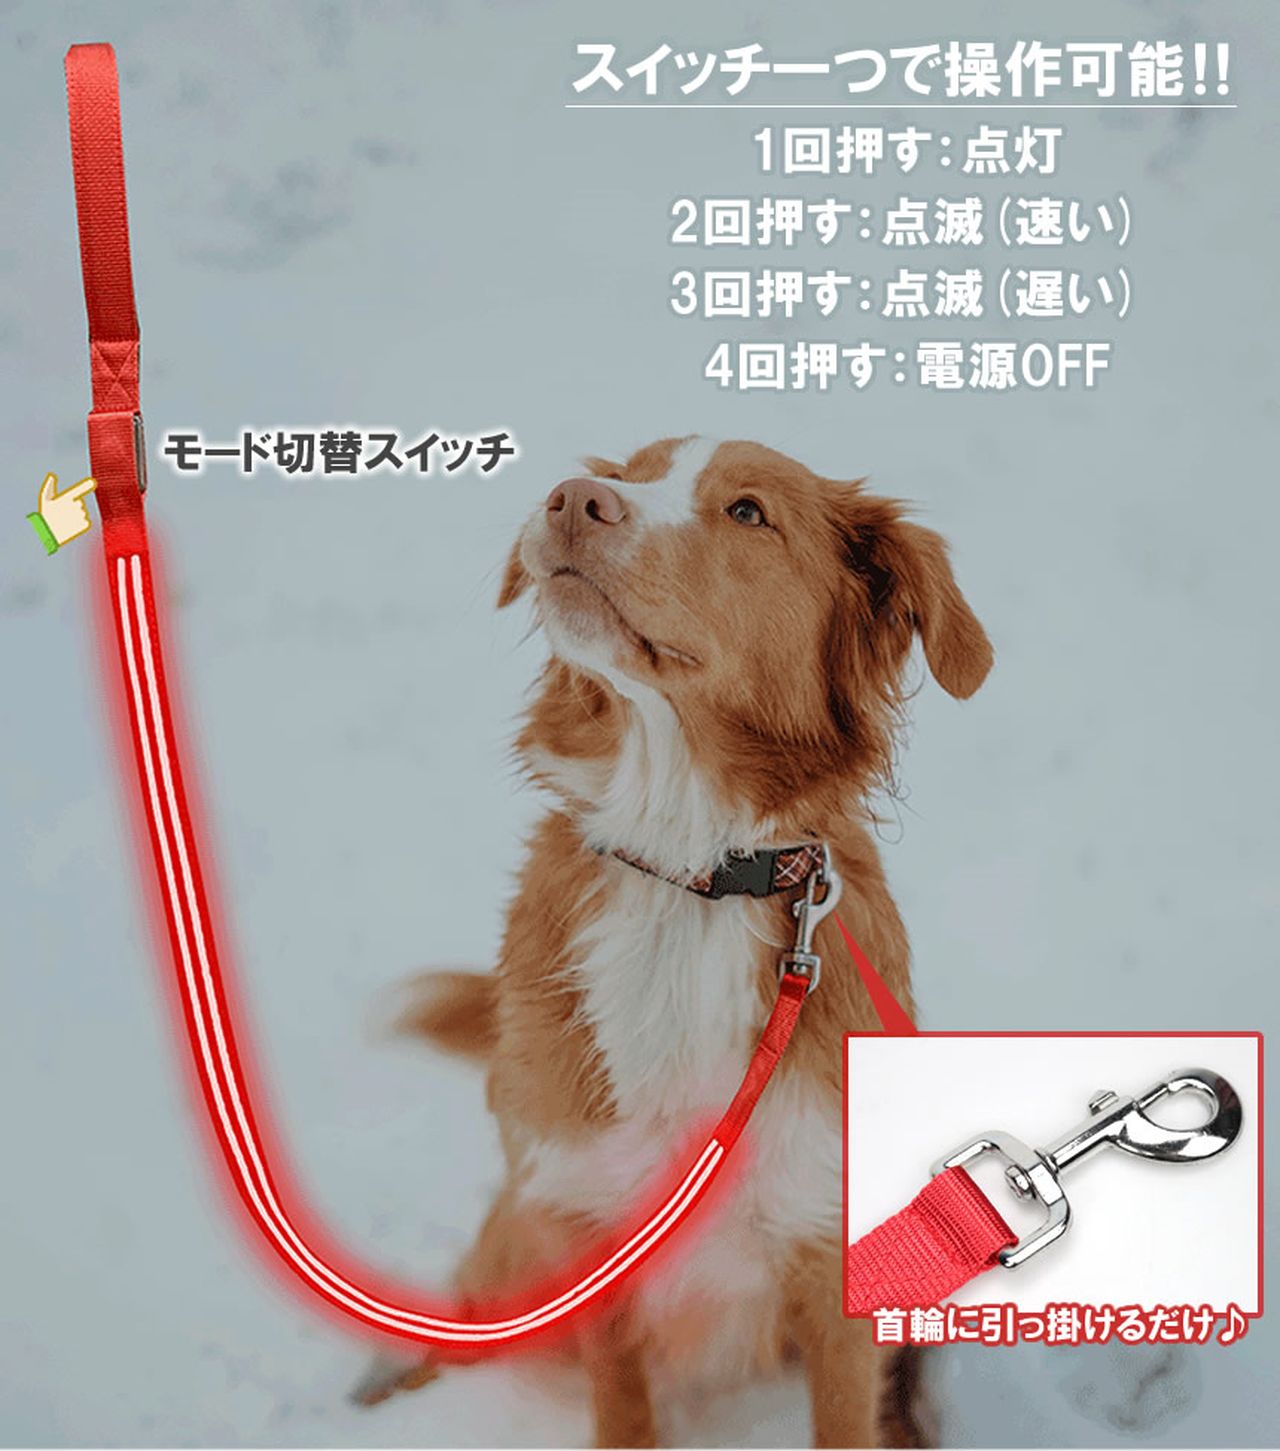 スイッチ一つで操作可能!!
1回押す：点灯
2回押す：点滅（速い）
3回押す：点滅（遅い）
4回押す：電源OFF
モード切替スイッチ
首輪に引っ掛けるだけ♪